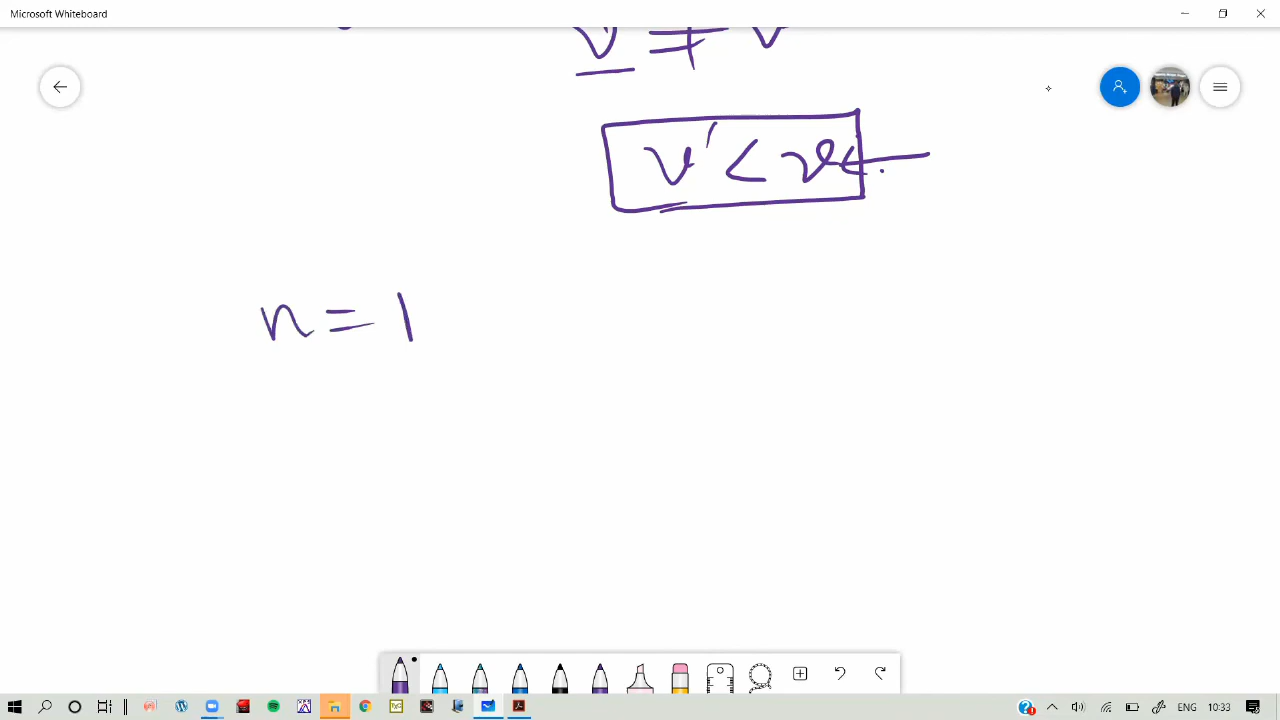 Microsoft Whiteboard
ν ≠ ν
ν' < ν ←
n = 1
ENG
10:33